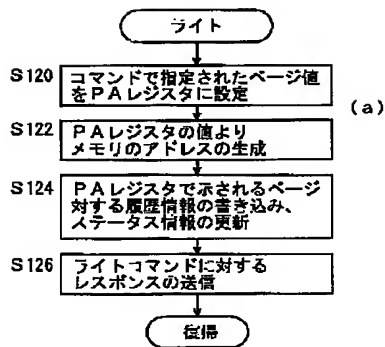 ライト
S120 コマンドで指定されたページ値
をPAレジスタに設定
(a)
S122 PAレジスタの値より
メモリのアドレスの生成
S124 PAレジスタで示されるページ
対する履歴情報の書き込み、
ステータス情報の更新
S126 ライトコマンドに対する
レスポンスの送信
復帰